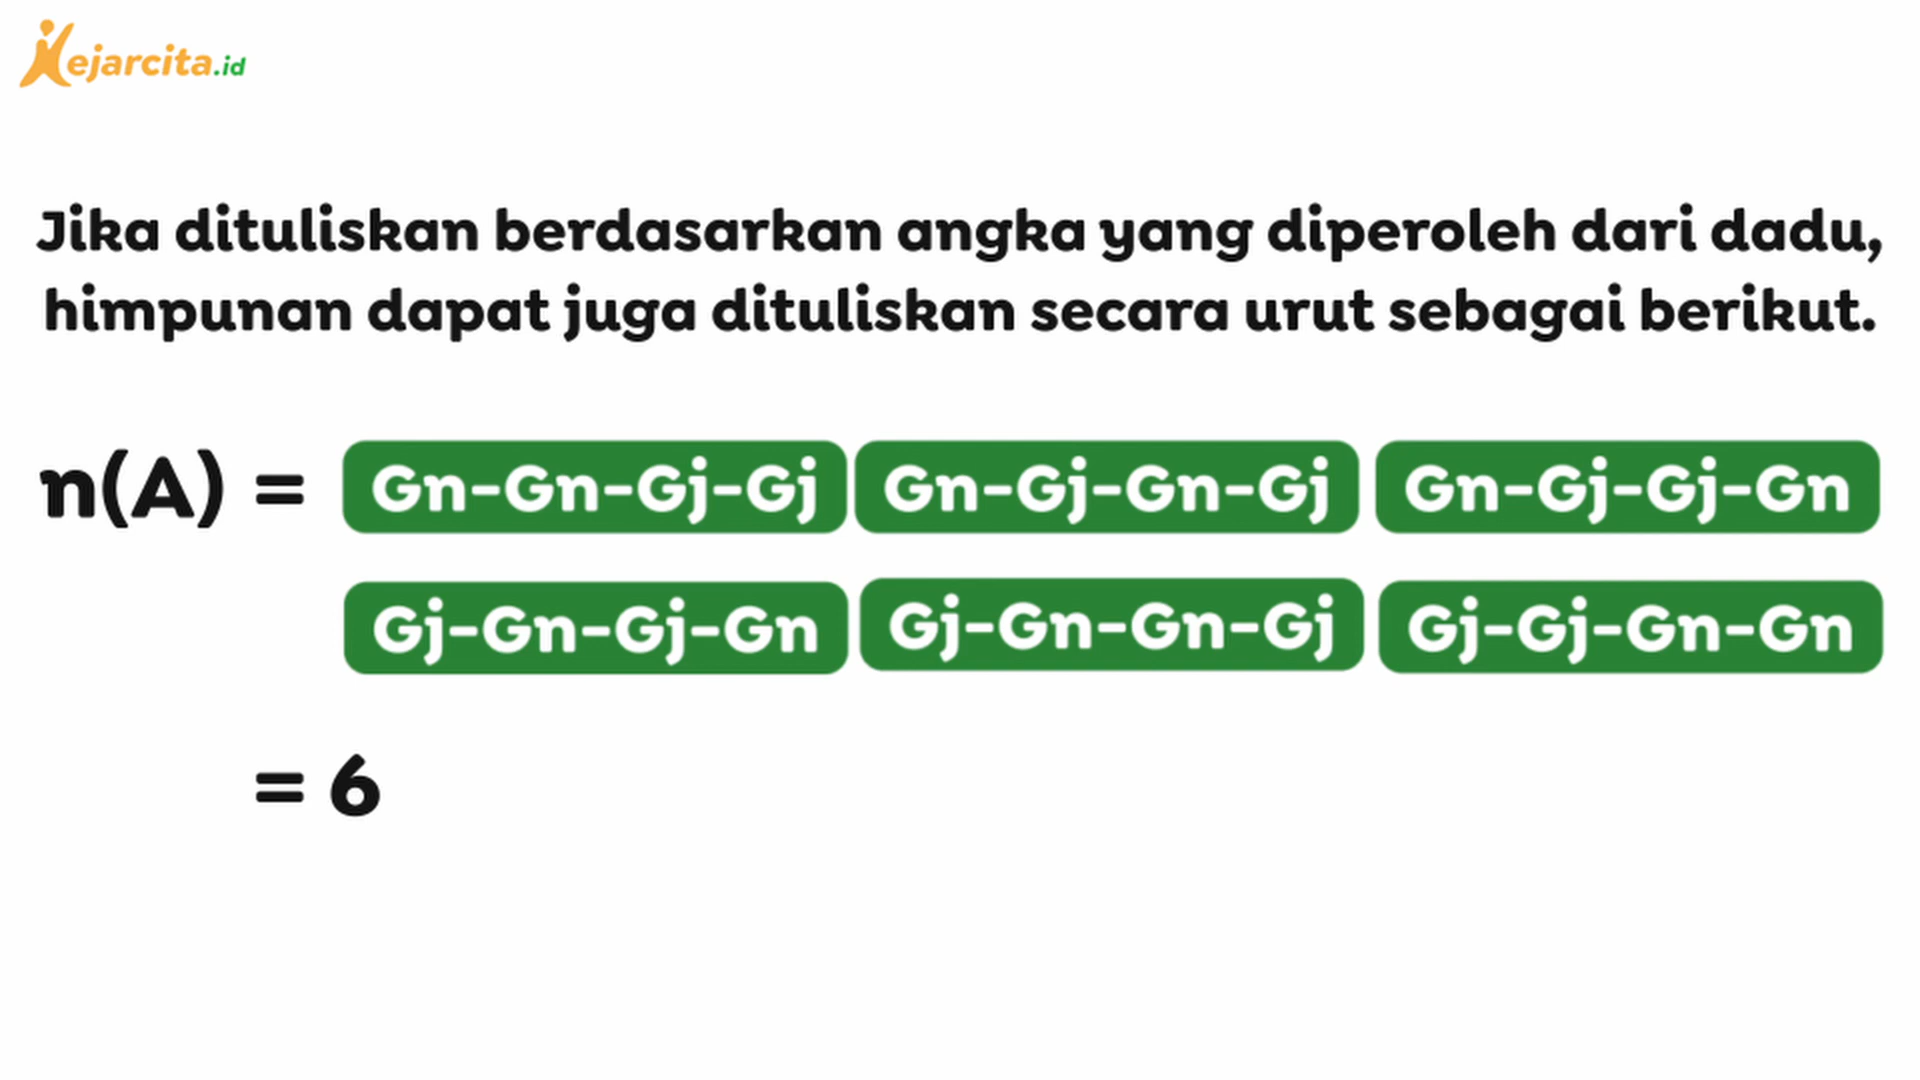 Kejarcita.id
Jika dituliskan berdasarkan angka yang diperoleh dari dadu,
himpunan dapat juga dituliskan secara urut sebagai berikut.
n(A) = Gn-Gn-Gj-Gj Gn-Gj-Gn-Gj Gn-Gj-Gj-Gn
Gj-Gn-Gj-Gn Gj-Gn-Gn-Gj Gj-Gj-Gn-Gn
= 6